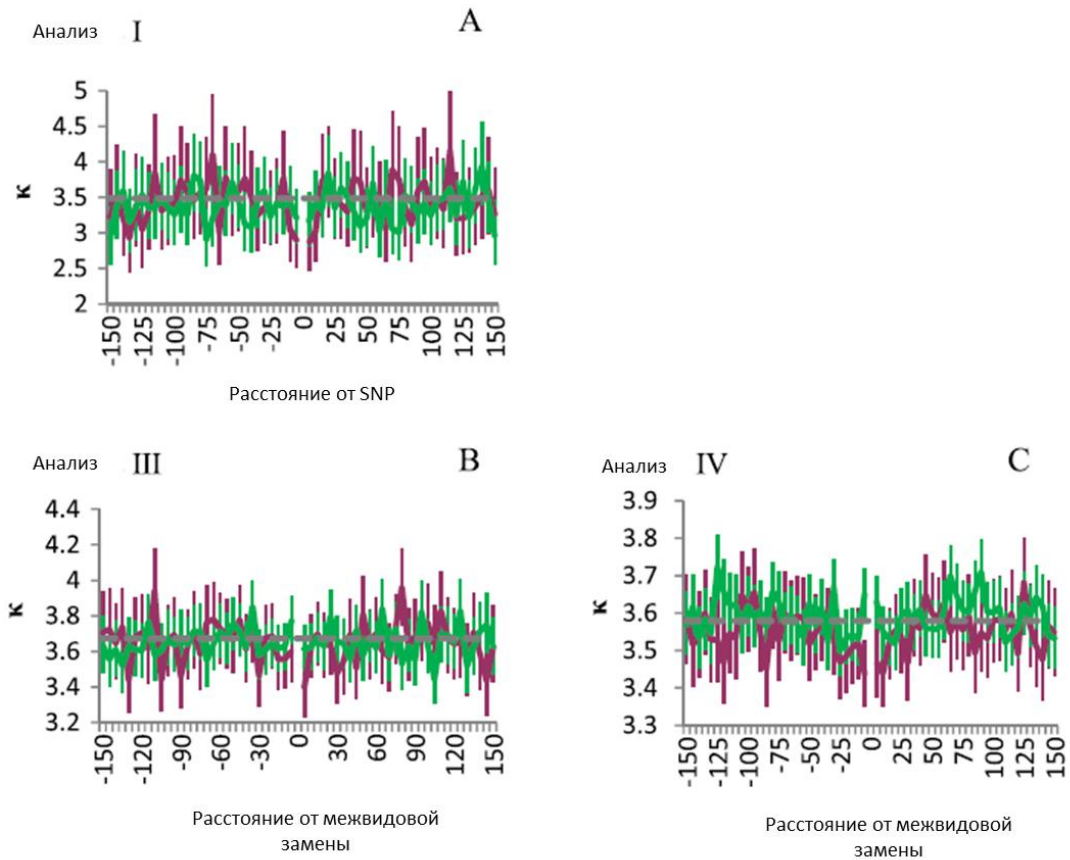 Анализ I A
5
4.5
4
3.5
3
2.5
2
κ
-150 -125 -100 -75 -50 -25 0 25 50 75 100 125 150
Расстояние от SNP
Анализ III B
4.4
4.2
4
3.8
3.6
3.4
3.2
κ
-150 -120 -90 -60 -30 0 30 60 90 120 150
Расстояние от межвидовой
замены
Анализ IV C
3.9
3.8
3.7
3.6
3.5
3.4
3.3
κ
-150 -125 -100 -75 -50 -25 0 25 50 75 100 125 150
Расстояние от межвидовой
замены